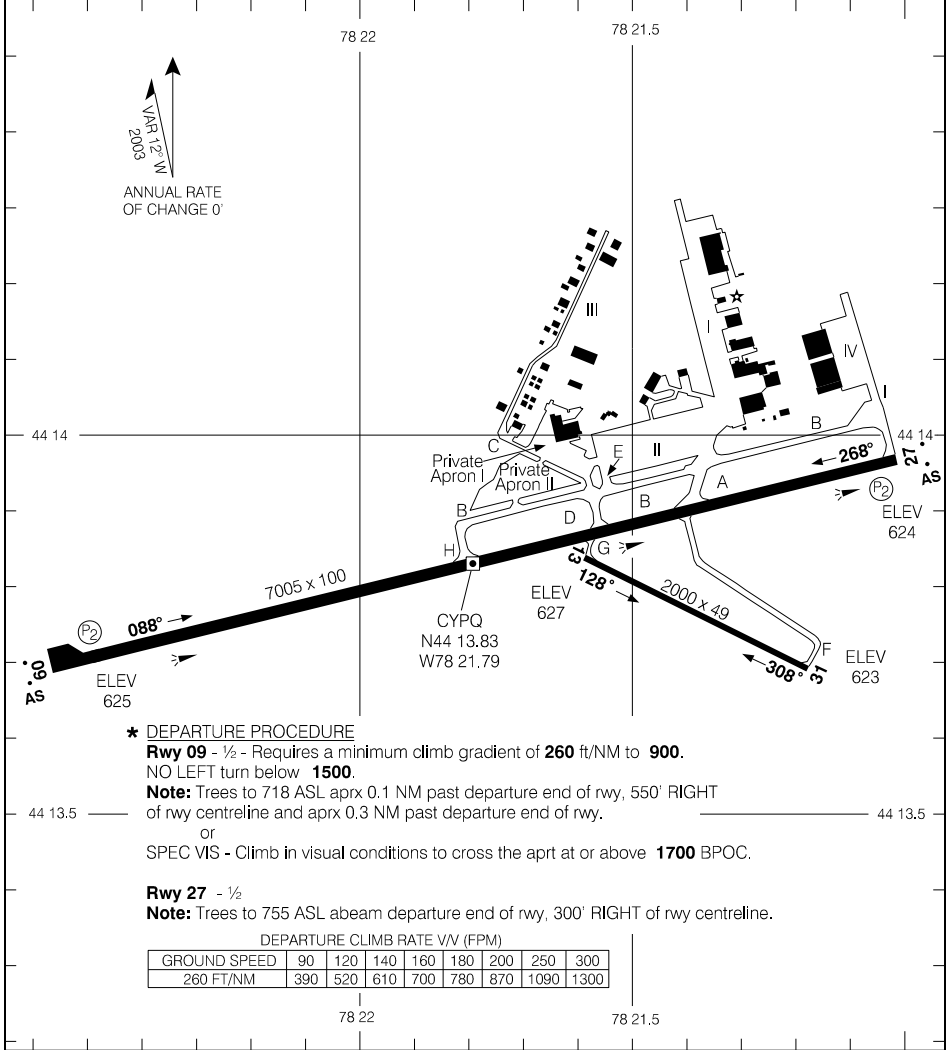 78 22
78 21.5
VAR 12° W
2003
ANNUAL RATE
OF CHANGE 0'
III
I
IV
I
B
44 14
44 14
C
E
II
268°
27
AS
Private
Apron I
Private
Apron II
A
P2
B
D
B
ELEV
624
H
G
13
7005 x 100
128°
2000 x 49
ELEV
627
CYPQ
N44 13.83
W78 21.79
P2
088°
F
09
AS
ELEV
625
308°
31
ELEV
623
* DEPARTURE PROCEDURE
Rwy 09 - ½ - Requires a minimum climb gradient of 260 ft/NM to 900.
NO LEFT turn below 1500.
Note: Trees to 718 ASL aprx 0.1 NM past departure end of rwy, 550' RIGHT
of rwy centreline and aprx 0.3 NM past departure end of rwy.
44 13.5
44 13.5
or
SPEC VIS - Climb in visual conditions to cross the aprt at or above 1700 BPOC.
Rwy 27 - ½
Note: Trees to 755 ASL abeam departure end of rwy, 300' RIGHT of rwy centreline.
DEPARTURE CLIMB RATE V/V (FPM)
GROUND SPEED 90 120 140 160 180 200 250 300
260 FT/NM 390 520 610 700 780 870 1090 1300
78 22
78 21.5